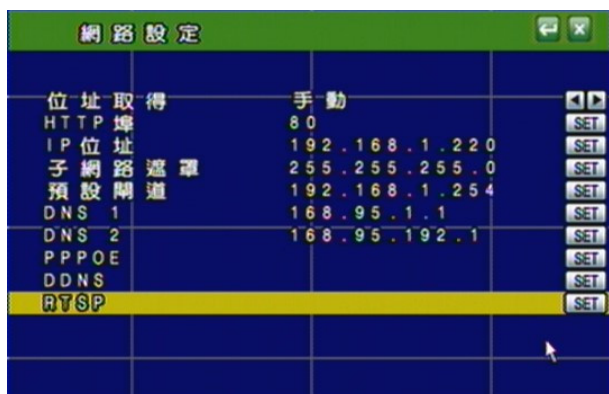 網路設定
位址取得 手動
HTTP埠 80 SET
IP位址 192.168.1.220 SET
子網路遮罩 255.255.255.0 SET
預設閘道 192.168.1.254 SET
DNS 1 168.95.1.1 SET
DNS 2 168.95.192.1 SET
PPPOE SET
DDNS SET
RTSP SET